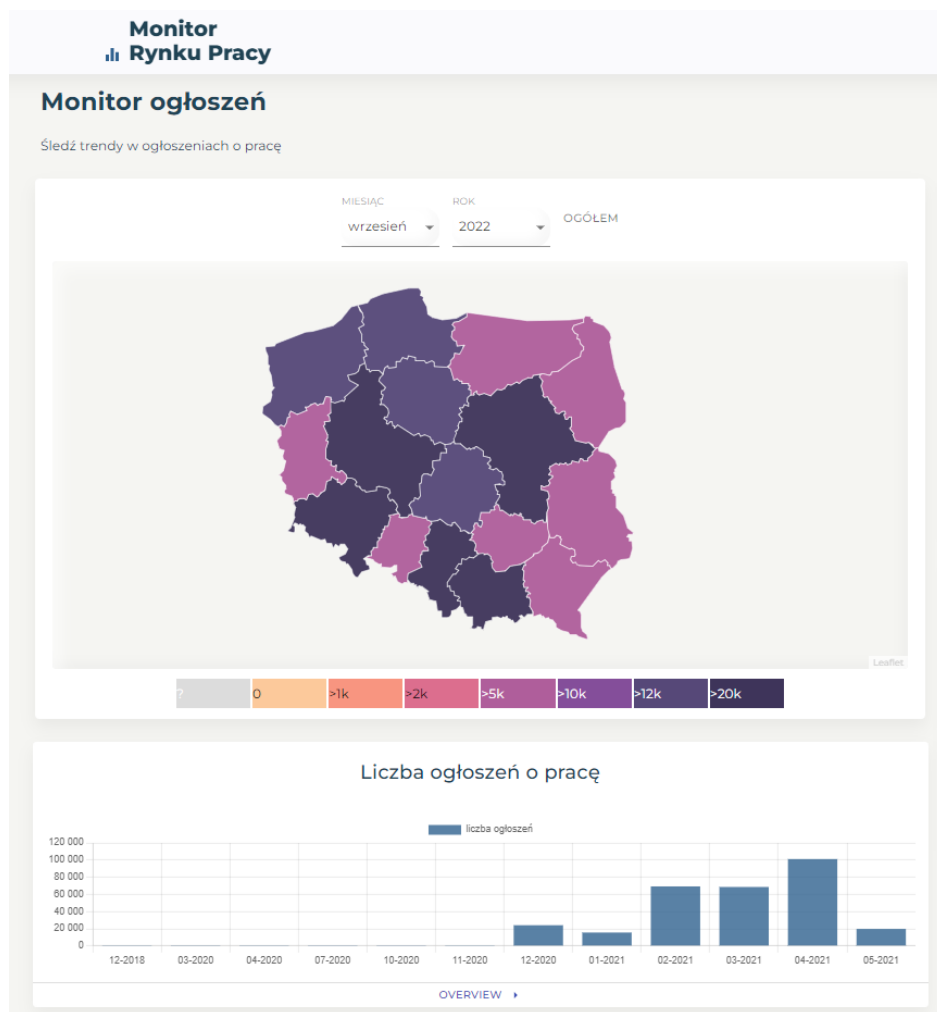 Monitor
Rynku Pracy
Monitor ogłoszeń
Śledź trendy w ogłoszeniach o pracę
MIESIĄC
ROK
wrzesień
2022
OGÓŁEM
Leaflet
? 0 >1k >2k >5k >10k >12k >20k
Liczba ogłoszeń o pracę
liczba ogłoszeń
120 000
100 000
80 000
60 000
40 000
20 000
0
12-2018 03-2020 04-2020 07-2020 10-2020 11-2020 12-2020 01-2021 02-2021 03-2021 04-2021 05-2021
OVERVIEW